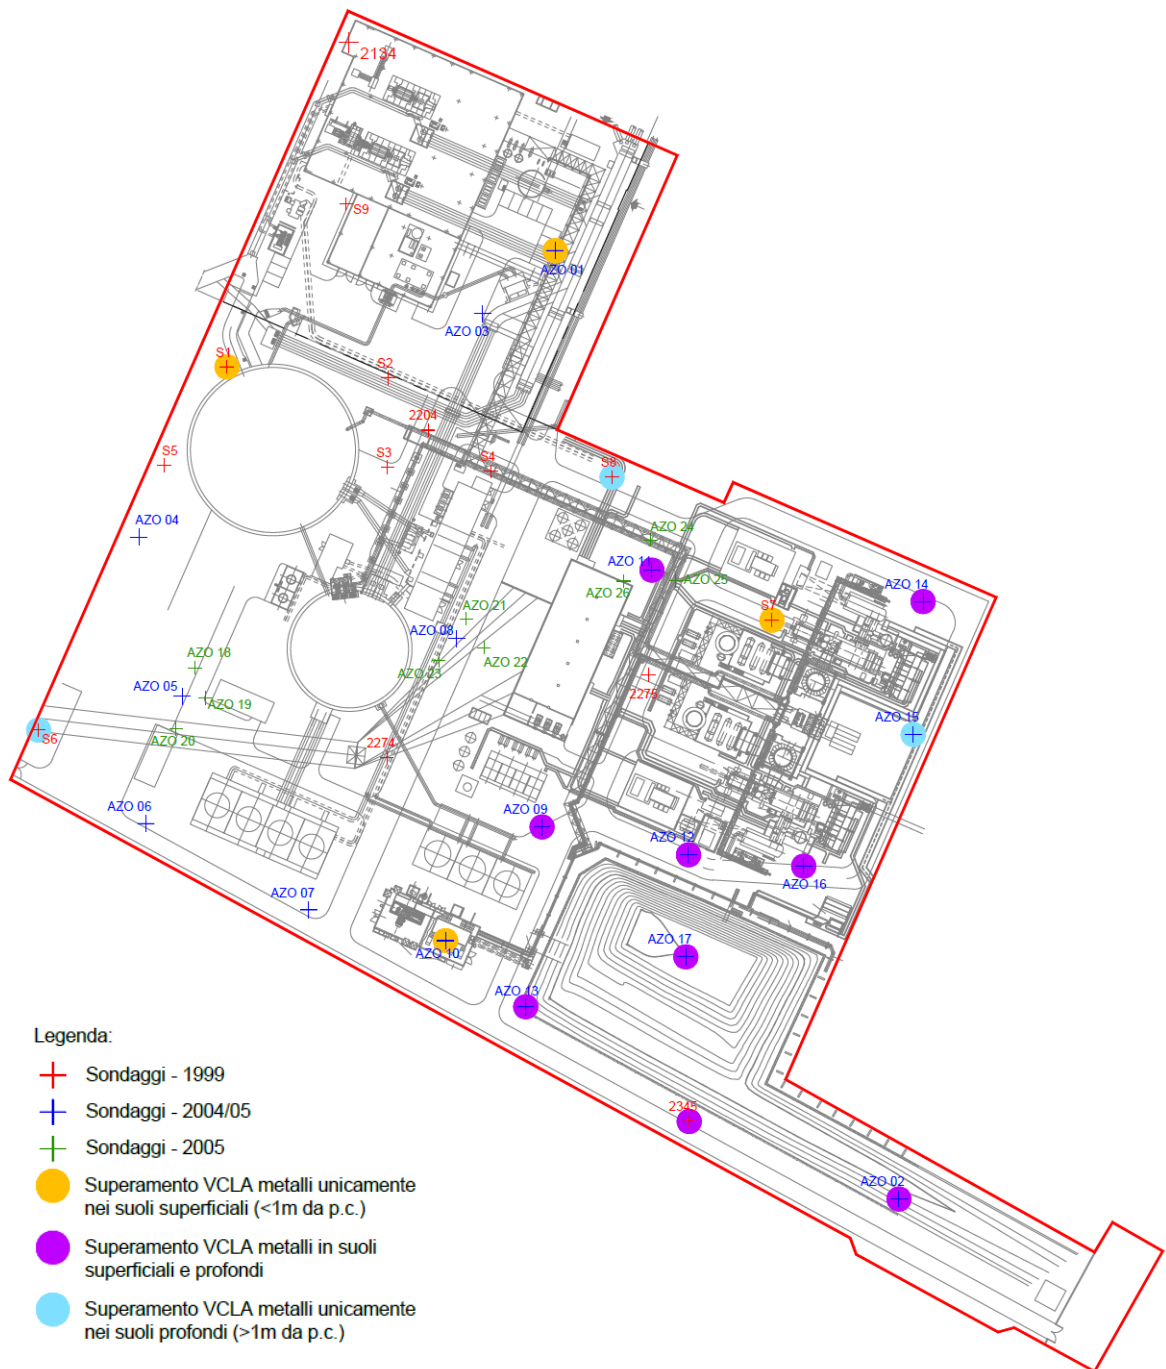 2134
S9
AZO 01
AZO 03
S1
S2
2204
S5
S3
S4
S8
AZO 04
AZO 24
AZO 11
AZO 25
AZO 26
AZO 14
S7
AZO 21
AZO 08
AZO 22
AZO 23
AZO 18
AZO 05
AZO 19
2275
AZO 15
S6
AZO 20
2274
AZO 06
AZO 09
AZO 12
AZO 16
AZO 07
AZO 10
AZO 17
AZO 13
2345
AZO 02
Legenda:
Sondaggi - 1999
Sondaggi - 2004/05
Sondaggi - 2005
Superamento VCLA metalli unicamente
nei suoli superficiali (<1m da p.c.)
Superamento VCLA metalli in suoli
superficiali e profondi
Superamento VCLA metalli unicamente
nei suoli profondi (>1m da p.c.)